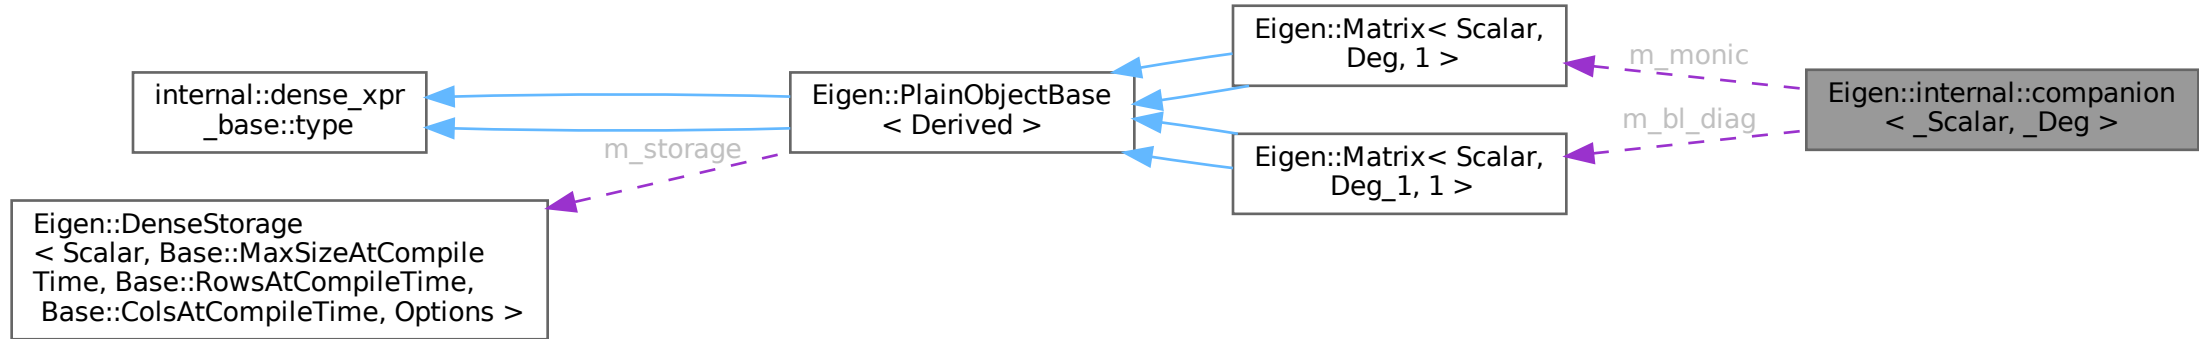 internal::dense_xpr
_base::type
Eigen::DenseStorage
< Scalar, Base::MaxSizeAtCompile
Time, Base::RowsAtCompileTime,
Base::ColsAtCompileTime, Options >
m_storage
Eigen::PlainObjectBase
< Derived >
Eigen::Matrix< Scalar,
Deg, 1 >
Eigen::Matrix< Scalar,
Deg_1, 1 >
m_monic
m_bl_diag
Eigen::internal::companion
< _Scalar, _Deg >